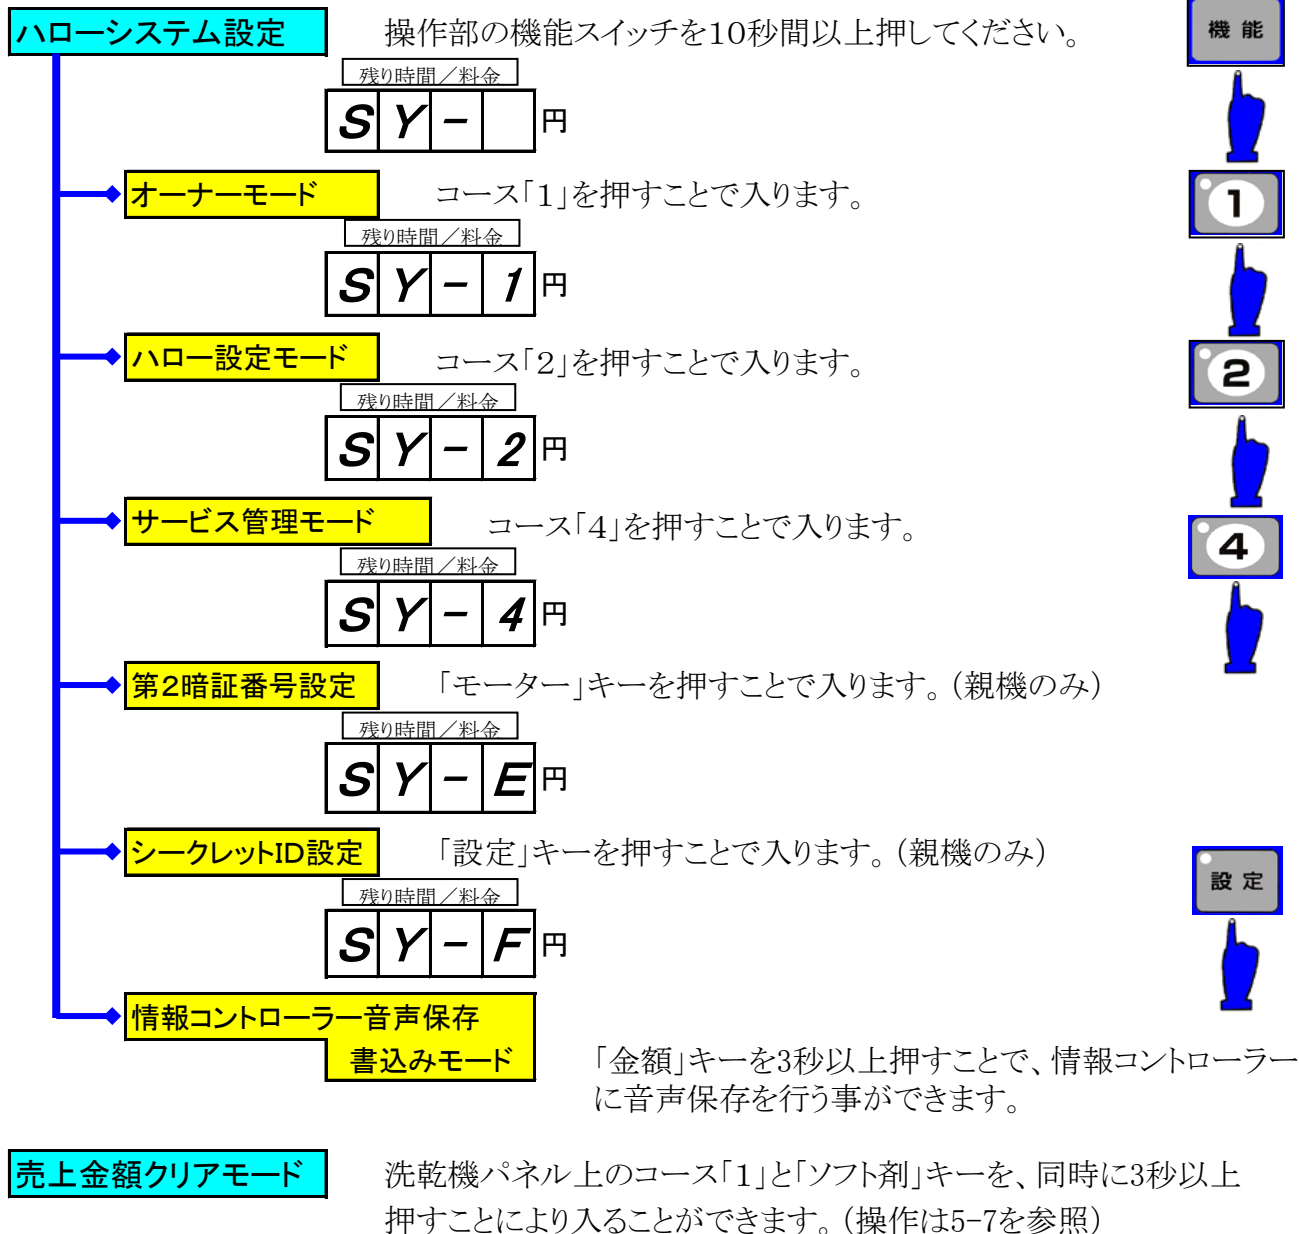 ハローシステム設定 操作部の機能スイッチを10秒間以上押してください。 機 能
残り時間／料金
SY- 円
オーナーモード コース「1」を押すことで入ります。 1
残り時間／料金
SY-1 円
ハロー設定モード コース「2」を押すことで入ります。 2
残り時間／料金
SY-2 円
サービス管理モード コース「4」を押すことで入ります。 4
残り時間／料金
SY-4 円
第2暗証番号設定 「モーター」キーを押すことで入ります。（親機のみ）
残り時間／料金
SY-E 円
シークレットID設定 「設定」キーを押すことで入ります。（親機のみ） 設 定
残り時間／料金
SY-F 円
情報コントローラー音声保存
書込みモード 「金額」キーを3秒以上押すことで、情報コントローラー
に音声保存を行う事ができます。
売上金額クリアモード 洗乾機パネル上のコース「1」と「ソフト剤」キーを、同時に3秒以上
押すことにより入ることができます。（操作は5-7を参照）